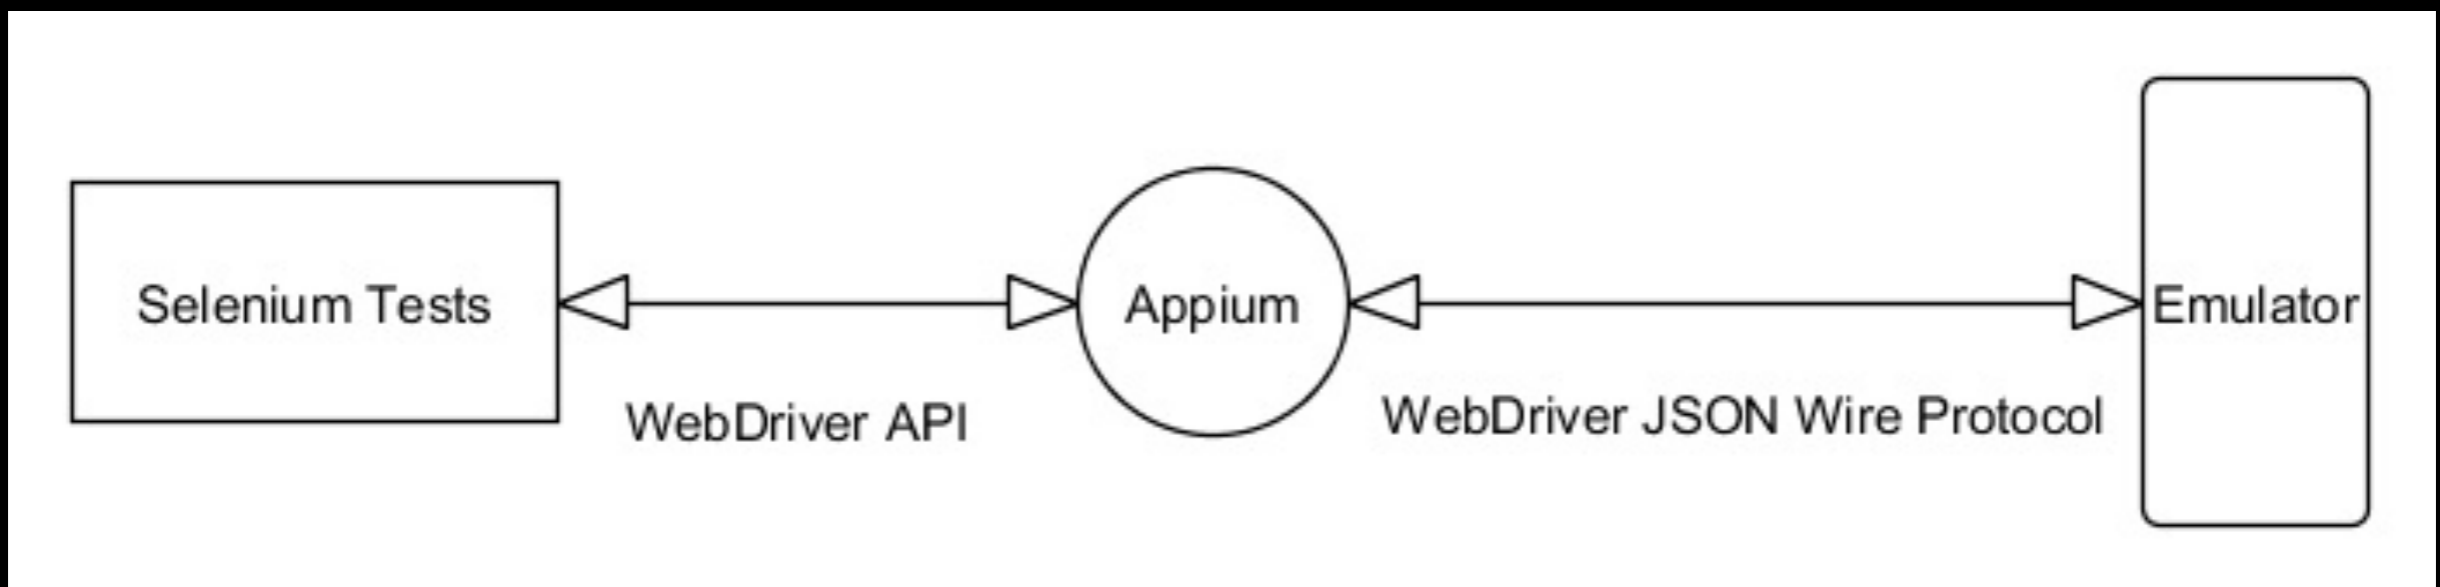 Selenium Tests
WebDriver API
Appium
WebDriver JSON Wire Protocol
Emulator